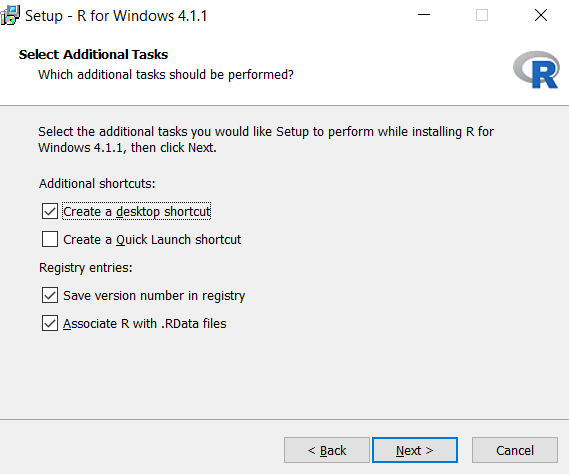 Setup - R for Windows 4.1.1
Select Additional Tasks
Which additional tasks should be performed?
R
Select the additional tasks you would like Setup to perform while installing R for
Windows 4.1.1, then click Next.
Additional shortcuts:
Create a desktop shortcut
Create a Quick Launch shortcut
Registry entries:
Save version number in registry
Associate R with .RData files
< Back
Next >
Cancel